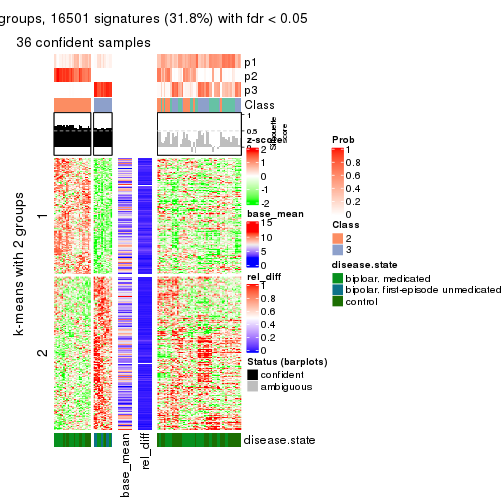 groups, 16501 signatures (31.8%) with fdr < 0.05
36 confident samples
p1
p2
p3
Class
1
0.5
0
Silhouette
score
z-score
2
1
0
-1
-2
base_mean
15
10
5
0
rel_diff
1
0.8
0.6
0.4
0.2
0
Status (barplots)
confident
ambiguous
Prob
1
0.8
0.6
0.4
0.2
0
Class
2
3
disease.state
biploar, medicated
bipolar, first-episode unmedicated
control
k-means with 2 groups
1
2
disease.state
base_mean
rel_diff